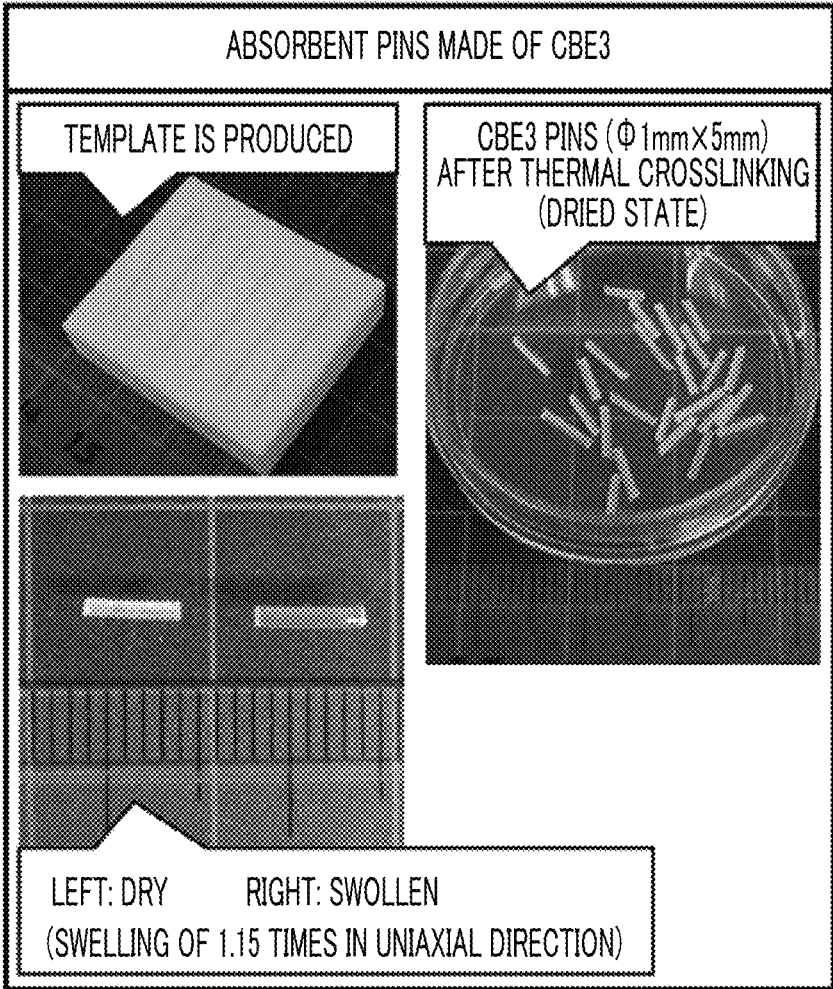 ABSORBENT PINS MADE OF CBE3
TEMPLATE IS PRODUCED
CBE3 PINS (Φ1mm×5mm)
AFTER THERMAL CROSSLINKING
(DRIED STATE)
LEFT: DRY RIGHT: SWOLLEN
(SWELLING OF 1.15 TIMES IN UNIAXIAL DIRECTION)